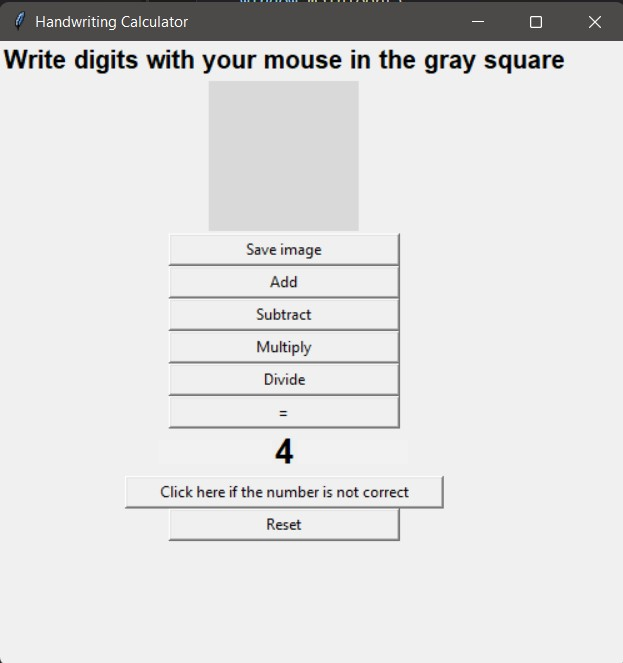 Handwriting Calculator
Write digits with your mouse in the gray square
Save image
Add
Subtract
Multiply
Divide
=
4
Click here if the number is not correct
Reset